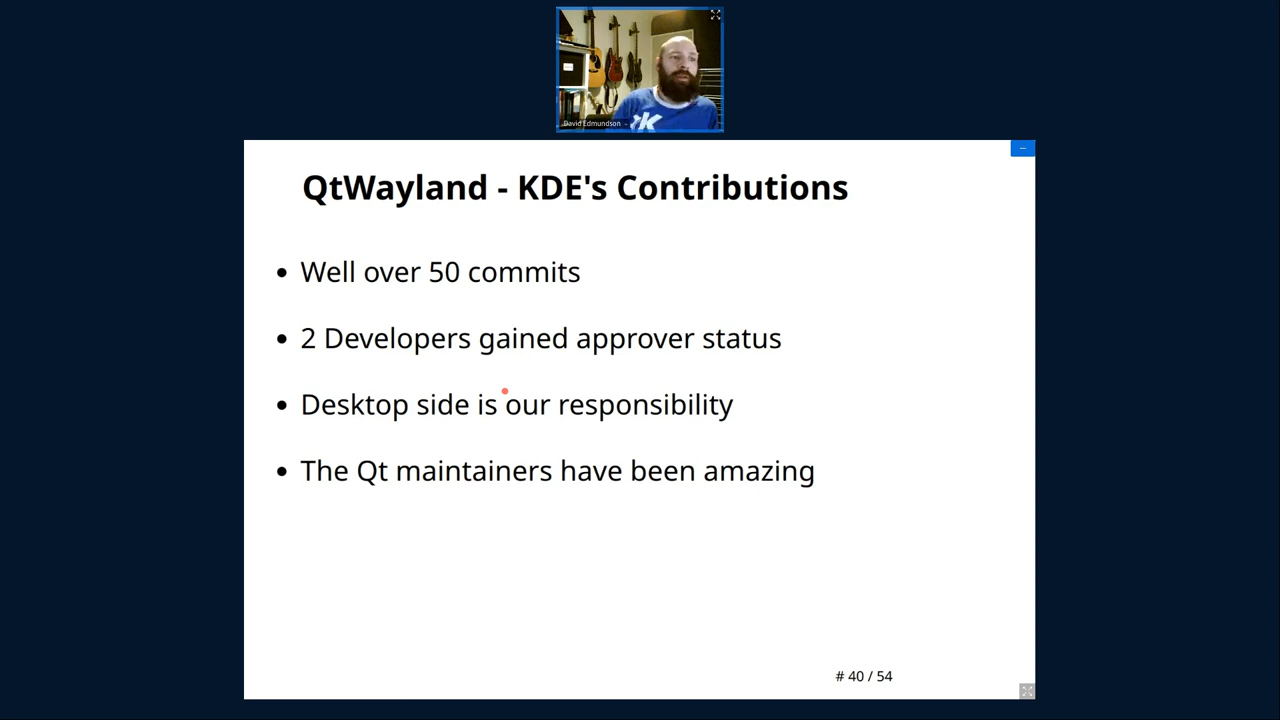 David Edmundson
QtWayland - KDE's Contributions
• Well over 50 commits
• 2 Developers gained approver status
• Desktop side is our responsibility
• The Qt maintainers have been amazing
# 40 / 54